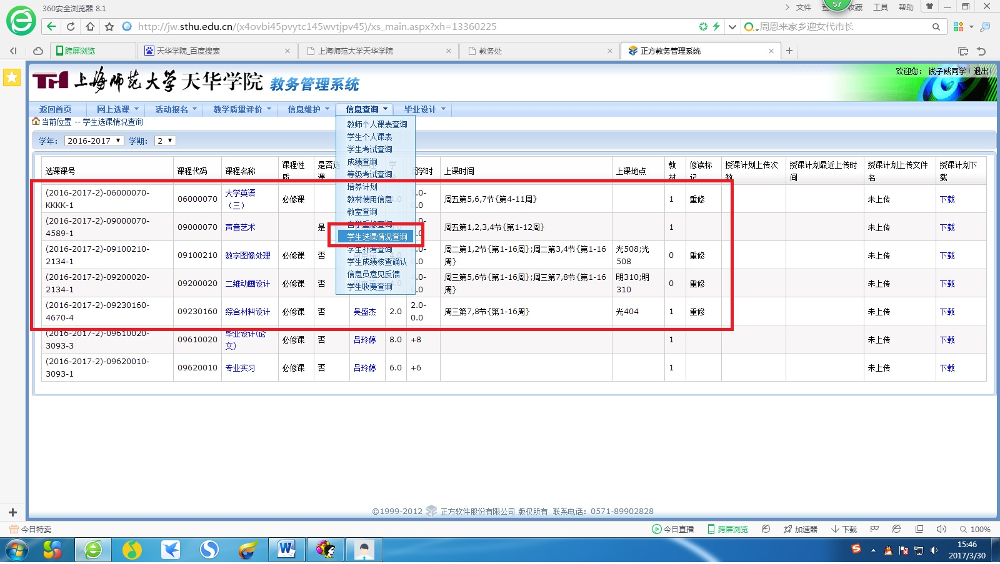 360安全浏览器 8.1
文件 收藏 工具 帮助
57
http://jw.sthu.edu.cn/(x4ovbi45pvytc145wvtjpv45)/xs_main.aspx?xh=13360225
周恩来家乡迎女代市长
跨屏浏览
天华学院_百度搜索
上海师范大学天华学院
教务处
正方教务管理系统
上海师范大学天华学院 教务管理系统
欢迎您: 钱子威同学 退出
返回首页 网上选课 活动报名 教学质量评价 信息维护 信息查询 毕业设计
当前位置 -- 学生选课情况查询
学年: 2016-2017 学期: 2
教师个人课表查询
学生个人课表
学生考试查询
成绩查询
等级考试查询
培养计划
教材使用信息
教室查询
自学重修查询
学生选课情况查询
学生补考查询
学生成绩核查确认
信息员意见反馈
学生收费查询
选课课号 课程代码 课程名称 课程性质 是否选课 学 周学时 上课时间 上课地点 教材 修读标记 授课计划上传次数 授课计划最近上传时间 授课计划上传文件名 授课计划下载
(2016-2017-2)-06000070-KKKK-1 06000070 大学英语（三） 必修课 周五第5,6,7节{第4-11周} 1 重修 未上传 下载
(2016-2017-2)-09000070-4589-1 09000070 声音艺术 是 周五第1,2,3,4节{第1-12周} 1 未上传 下载
(2016-2017-2)-09100210-2134-1 09100210 数字图像处理 必修课 否 周二第1,2节{第1-16周};周二第3,4节{第1-16周} 光508;光508 0 重修 未上传 下载
(2016-2017-2)-09200020-2134-1 09200020 二维动画设计 必修课 否 周三第5,6节{第1-16周};周三第7,8节{第1-16周} 明310;明310 0 重修 未上传 下载
(2016-2017-2)-09230160-4670-4 09230160 综合材料设计 必修课 否 吴盛杰 2.0 2.0-0.0 周三第7,8节{第1-16周} 光404 1 重修 未上传 下载
(2016-2017-2)-09610020-3093-3 09610020 毕业设计(论文) 必修课 否 吕玲婷 8.0 +8 1 未上传 下载
(2016-2017-2)-09620010-3093-1 09620010 专业实习 必修课 否 吕玲婷 6.0 +6 1 未上传 下载
©1999-2012 正方软件股份有限公司 版权所有 联系电话: 0571-89902828
今日特卖
今日直播 跨屏浏览 加速器 下载 100%
15:46
2017/3/30